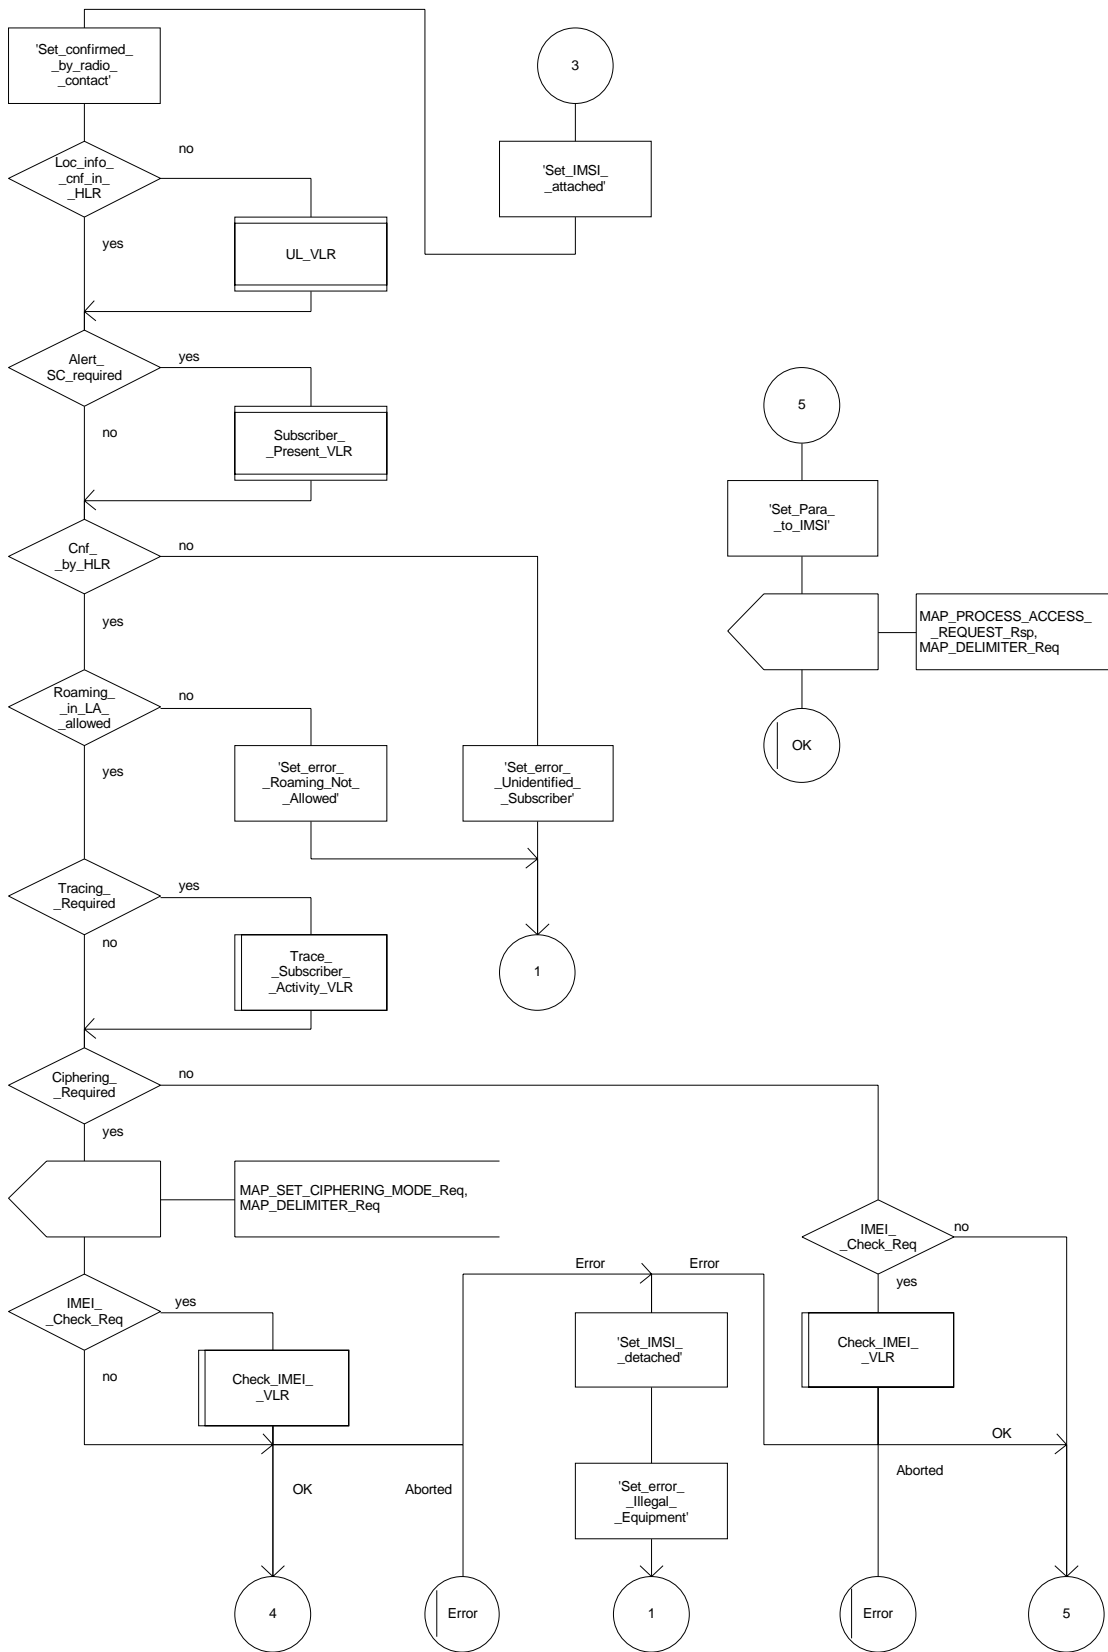 'Set_confirmed_
_by_radio_
_contact'
3
Loc_info_
_cnf_in_
_HLR
no
'Set_IMSI_
_attached'
yes
UL_VLR
Alert_
SC_required
yes
5
no
Subscriber_
_Present_VLR
'Set_Para_
_to_IMSI'
Cnf_
_by_HLR
no
yes
MAP_PROCESS_ACCESS_
_REQUEST_Rsp,
MAP_DELIMITER_Req
Roaming_
_in_LA_
_allowed
no
OK
yes
'Set_error_
_Roaming_Not_
_Allowed'
'Set_error_
_Unidentified_
_Subscriber'
Tracing_
_Required
yes
no
Trace_
_Subscriber_
_Activity_VLR
1
Ciphering_
_Required
no
yes
MAP_SET_CIPHERING_MODE_Req,
MAP_DELIMITER_Req
IMEI_
_Check_Req
no
Error
Error
yes
IMEI_
_Check_Req
yes
'Set_IMSI_
_detached'
Check_IMEI_
_VLR
no
Check_IMEI_
_VLR
OK
Aborted
OK
Aborted
'Set_error_
_Illegal_
_Equipment'
4
Error
1
Error
5